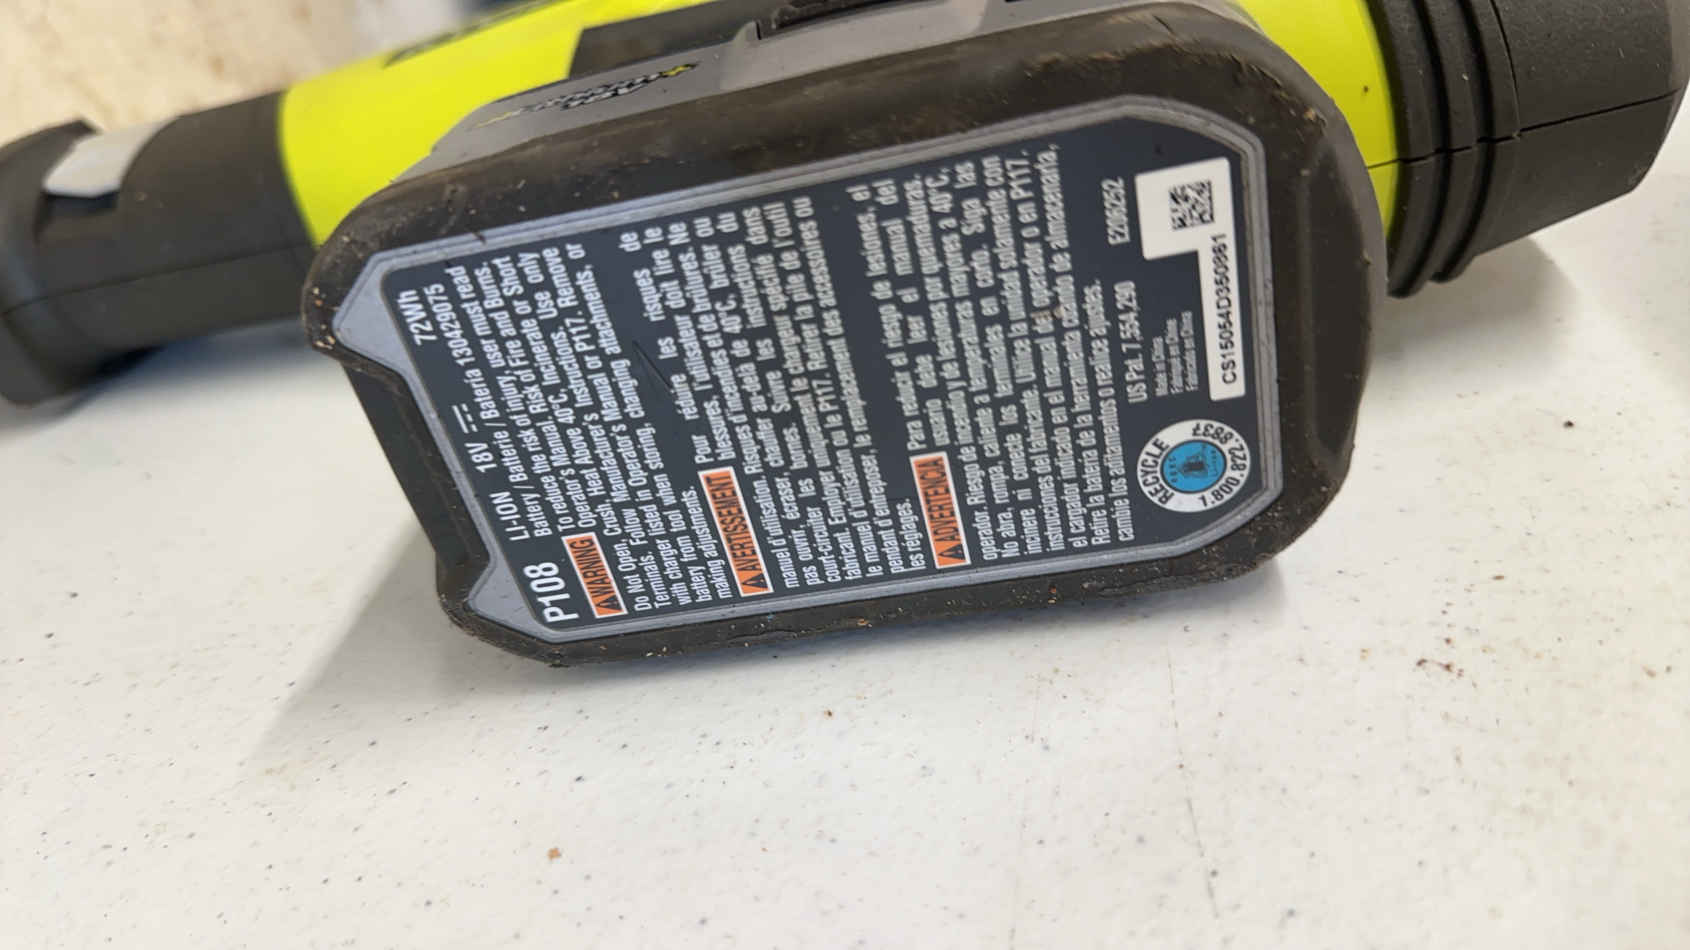 P108 LI-ION 18V 72Wh
Battery / Batterie / Batería 130429075
WARNING To reduce the risk of injury, user must read
Operator's Manual. Risk of Fire and Burns.
Do Not Open, Crush, Heat Above 40°C, Incinerate or Short
Terminals. Follow Manufacturer's Instructions. Use only
with charger listed in Operator's Manual or P117. Remove
battery from tool when storing, changing attachments, or
making adjustments.
AVERTISSEMENT Pour réduire les risques de
blessures, l'utilisateur doit lire le
manuel d'utilisation. Risques d'incendies et de brûlures. Ne
pas ouvrir, écraser, chauffer au-delà de 40°C, brûler ou
court-circuiter les bornes. Suivre les instructions du
fabricant. Employer uniquement le chargeur spécifié dans
le manuel d'utilisation ou le P117. Retirer la pile de l'outil
pendant d'entreposer, le remplacement des accessoires ou
les réglages.
ADVERTENCIA Para reducir el riesgo de lesiones, el
usuario debe leer el manual del
operador. Riesgo de incendio y de lesiones por quemaduras.
No abra, rompa, caliente a temperaturas mayores a 40°C,
incinere ni conecte los terminales en corto. Siga las
instrucciones del fabricante. Utilice la unidad solamente con
el cargador indicado en el manual del operador o en P117.
Retire la batería de la herramienta cuando de almacenarla,
cambie los aditamentos o realice ajustes.
US Pat. 7,554,290 E206252
Made in China
Fabriqué en Chine
Fabricado en China
CS15054D350861
RECYCLE
1.800.822.8837